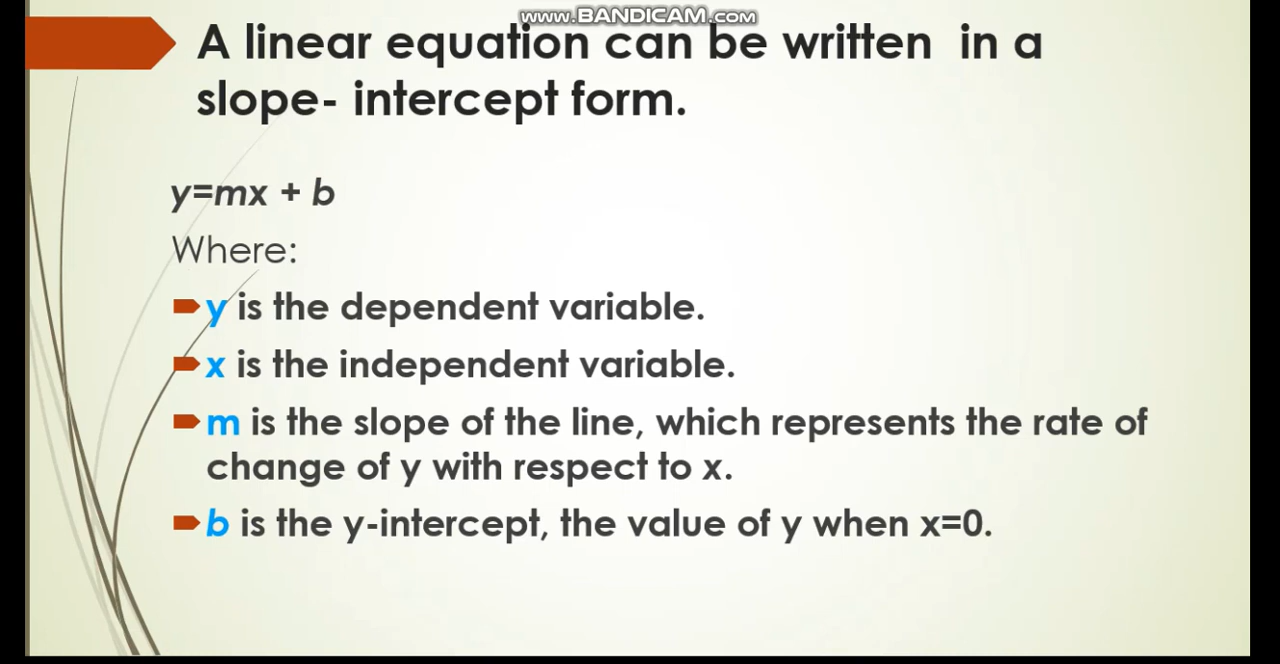 www.BANDICAM.com
A linear equation can be written  in a
slope- intercept form.
y=mx + b
Where:
y is the dependent variable.
x is the independent variable.
m is the slope of the line, which represents the rate of
change of y with respect to x.
b is the y-intercept, the value of y when x=0.